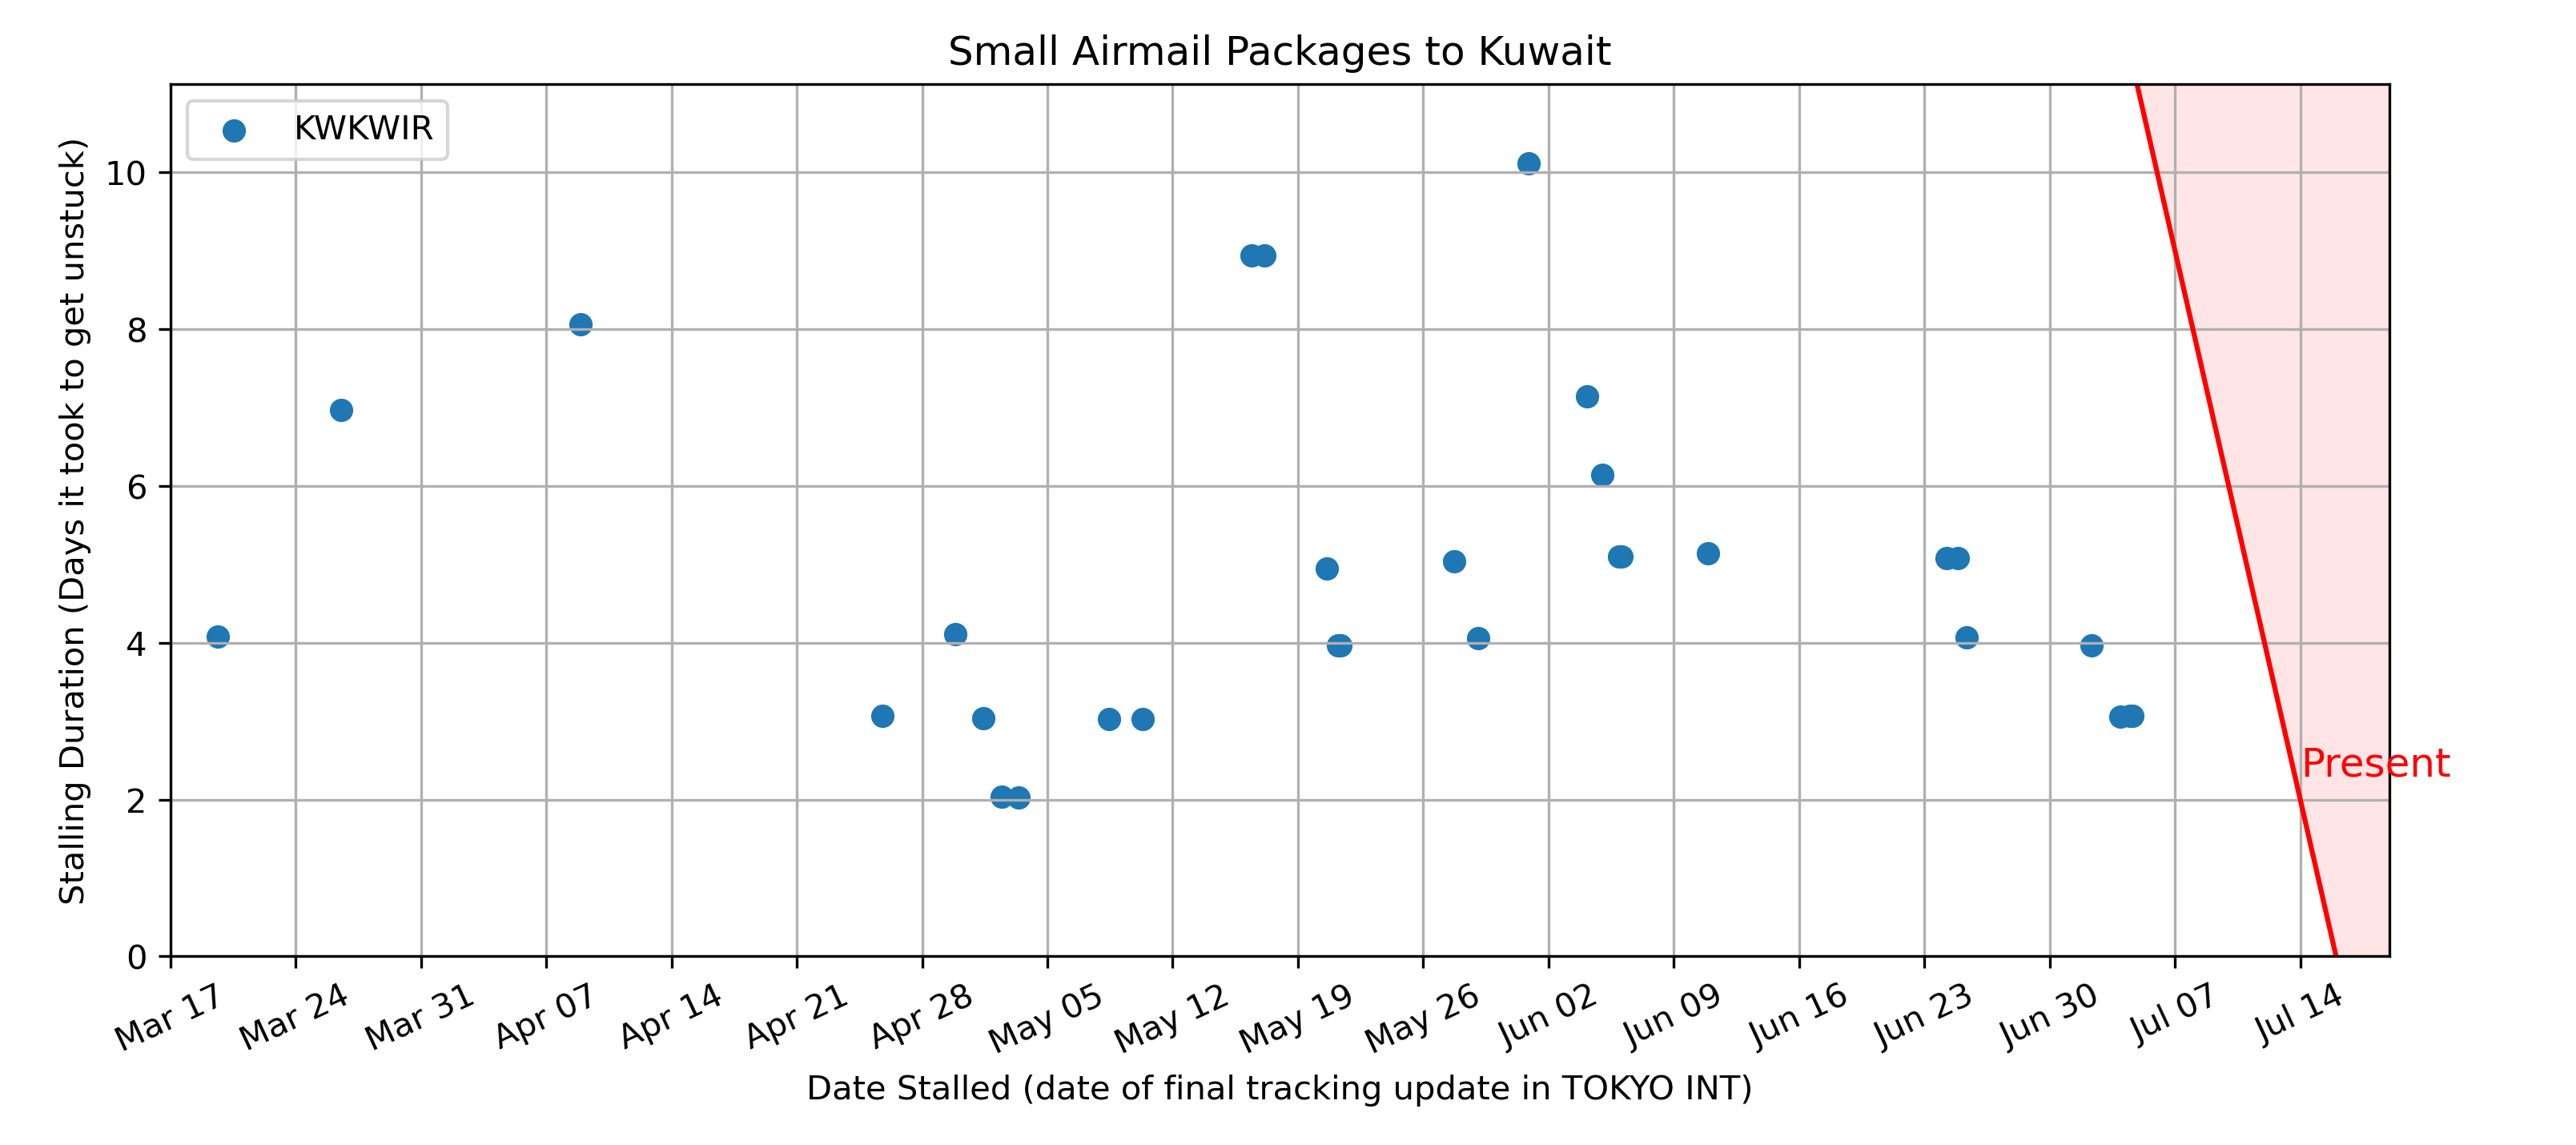 Small Airmail Packages to Kuwait
KWKWIR
Stalling Duration (Days it took to get unstuck)
10
8
6
4
2
0
Present
Mar 17
Mar 24
Mar 31
Apr 07
Apr 14
Apr 21
Apr 28
May 05
May 12
May 19
May 26
Jun 02
Jun 09
Jun 16
Jun 23
Jun 30
Jul 07
Jul 14
Date Stalled (date of final tracking update in TOKYO INT)